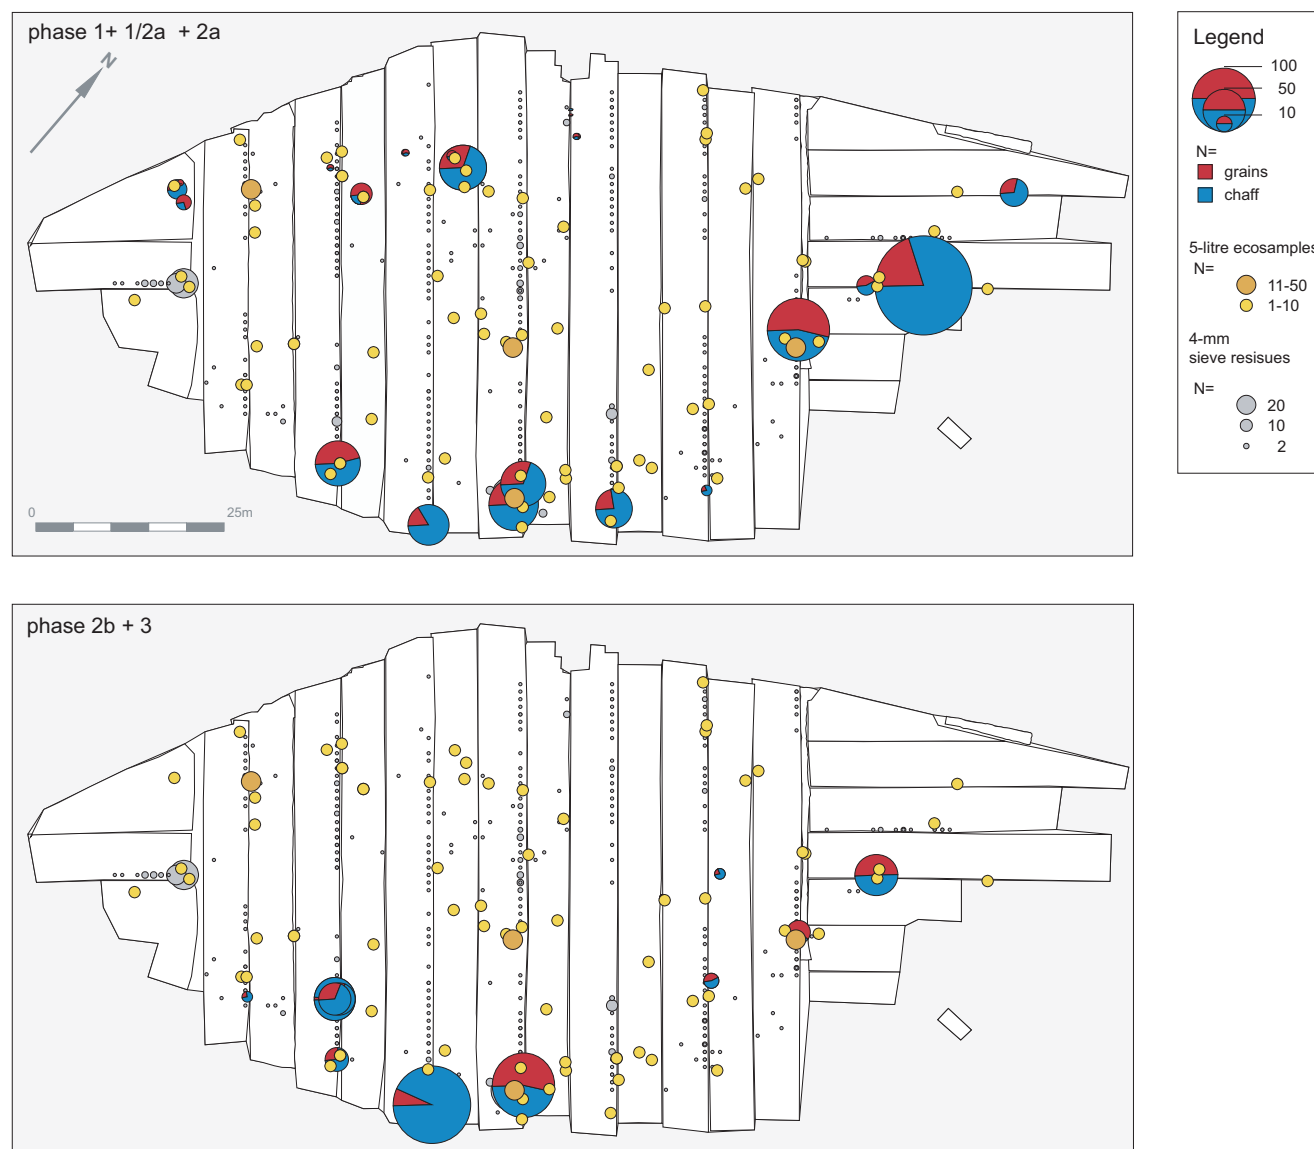 phase 1+ 1/2a + 2a
N
0 25m
Legend
100
50
10
N=
grains
chaff
5-litre ecosamples
N=
11-50
1-10
4-mm
sieve resisues
N=
20
10
2
phase 2b + 3